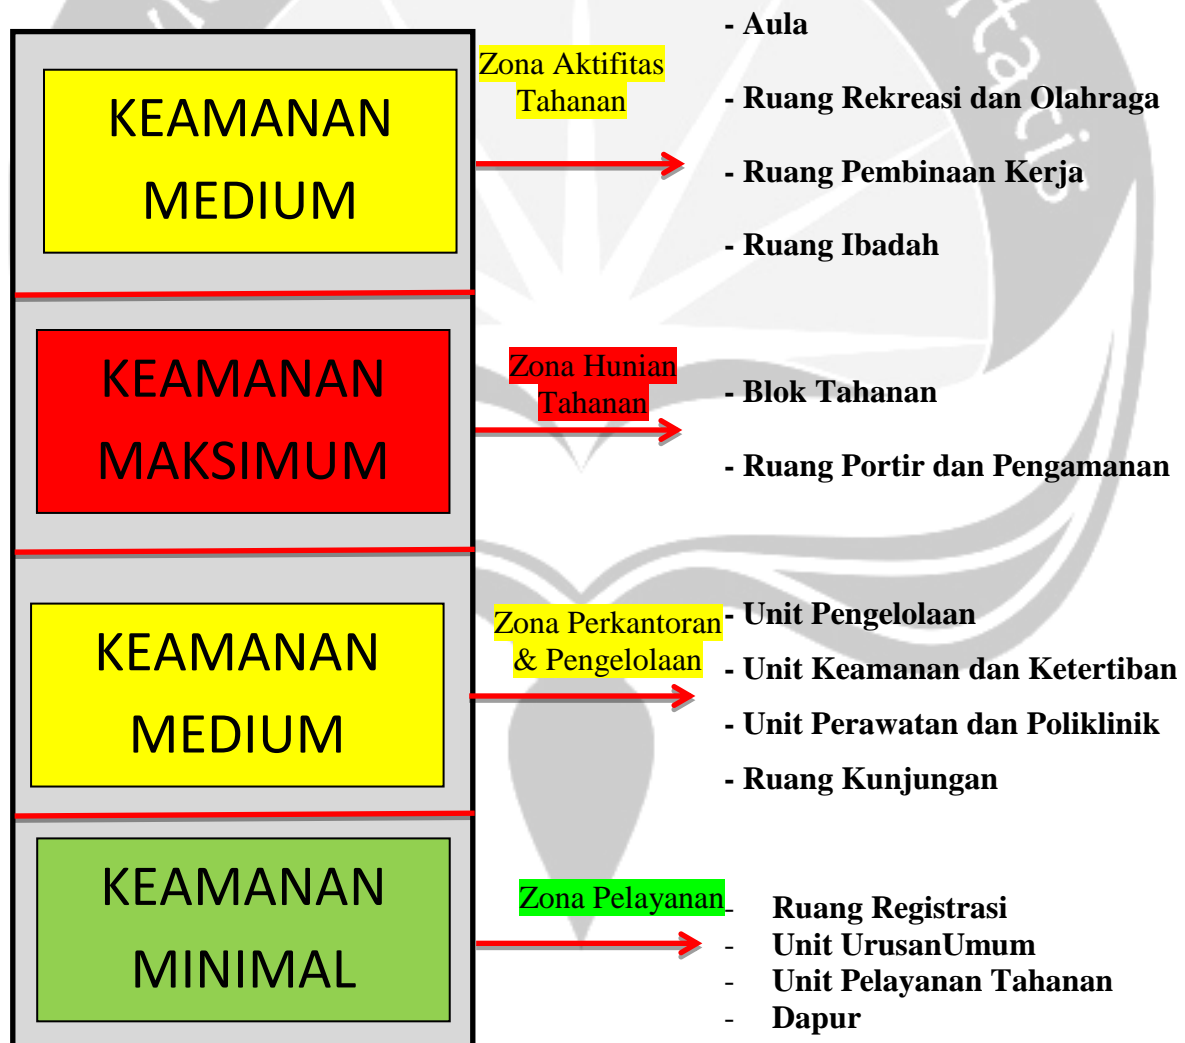 KEAMANAN
MEDIUM
Zona Aktifitas
Tahanan
- Aula
- Ruang Rekreasi dan Olahraga
- Ruang Pembinaan Kerja
- Ruang Ibadah
KEAMANAN
MAKSIMUM
Zona Hunian
Tahanan
- Blok Tahanan
- Ruang Portir dan Pengamanan
KEAMANAN
MEDIUM
Zona Perkantoran
& Pengelolaan
- Unit Pengelolaan
- Unit Keamanan dan Ketertiban
- Unit Perawatan dan Poliklinik
- Ruang Kunjungan
KEAMANAN
MINIMAL
Zona Pelayanan
- Ruang Registrasi
- Unit UrusanUmum
- Unit Pelayanan Tahanan
- Dapur